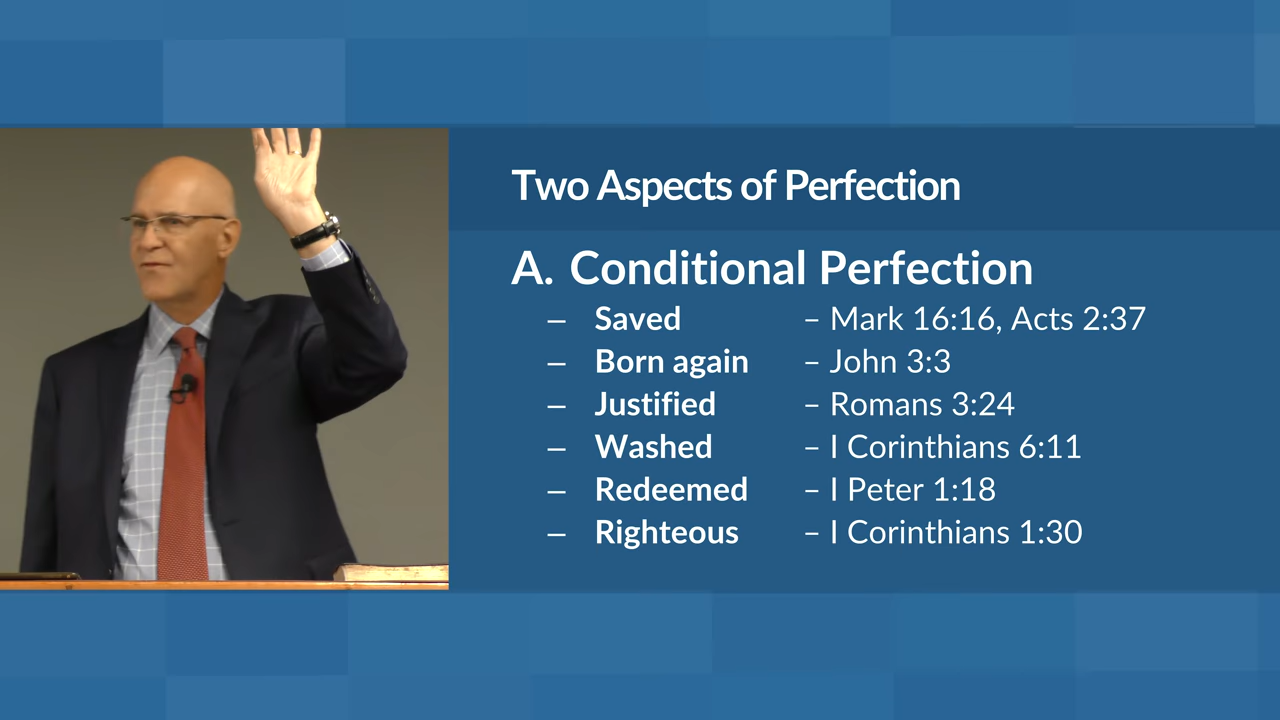 Two Aspects of Perfection
A. Conditional Perfection
– Saved – Mark 16:16, Acts 2:37
– Born again – John 3:3
– Justified – Romans 3:24
– Washed – I Corinthians 6:11
– Redeemed – I Peter 1:18
– Righteous – I Corinthians 1:30